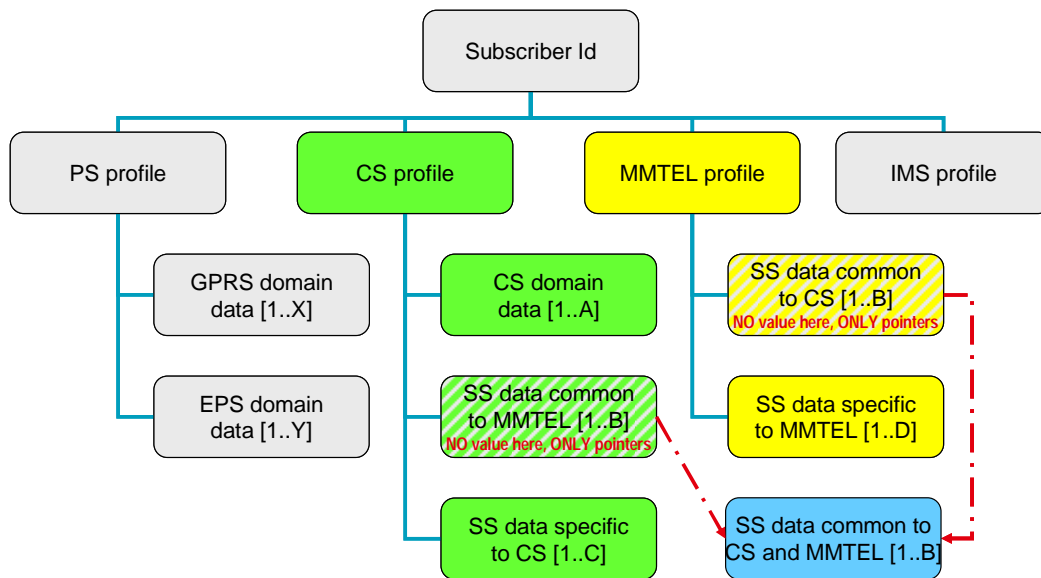 Subscriber Id
PS profile
CS profile
MMTEL profile
IMS profile
GPRS domain
data [1..X]
CS domain
data [1..A]
SS data common
to CS [1..B]
NO value here, ONLY pointers
EPS domain
data [1..Y]
SS data common
to MMTEL [1..B]
NO value here, ONLY pointers
SS data specific
to MMTEL [1..D]
SS data specific
to CS [1..C]
SS data common to
CS and MMTEL [1..B]